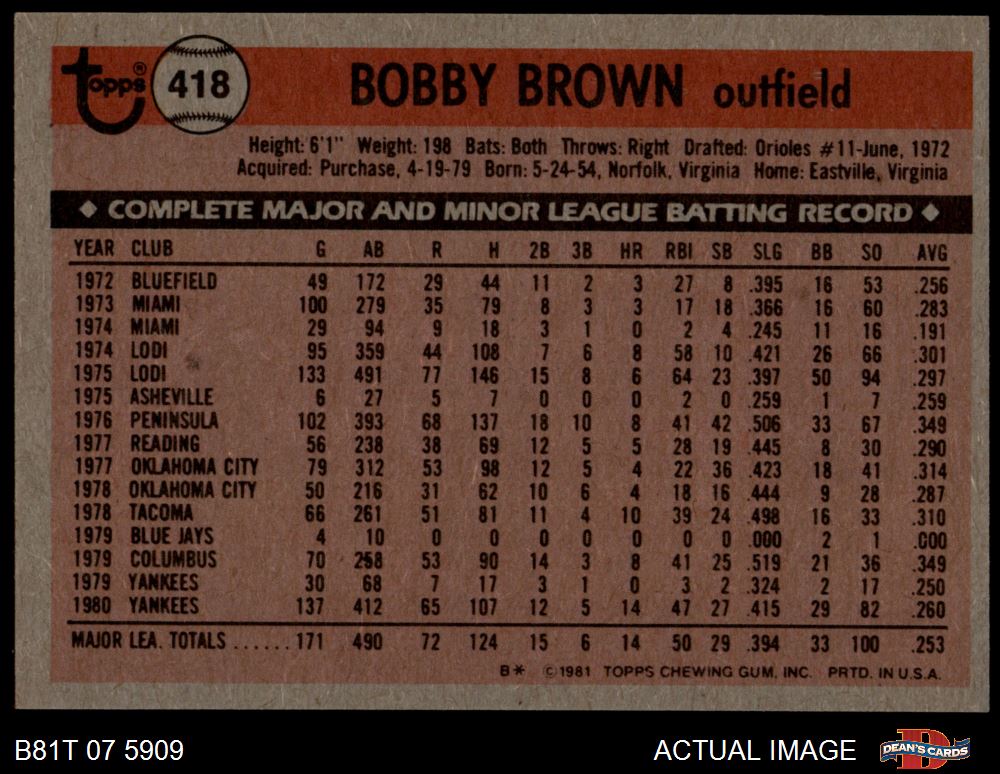 Topps® 418 BOBBY BROWN outfield
Height: 6'1" Weight: 198 Bats: Both Throws: Right Drafted: Orioles #11-June, 1972
Acquired: Purchase, 4-19-79 Born: 5-24-54, Norfolk, Virginia Home: Eastville, Virginia
◆ COMPLETE MAJOR AND MINOR LEAGUE BATTING RECORD ◆
YEAR CLUB G AB R H 2B 3B HR RBI SB SLG BB SO AVG
1972 BLUEFIELD 49 172 29 44 11 2 3 27 8 .395 16 53 .256
1973 MIAMI 100 279 35 79 8 3 3 17 18 .366 16 60 .283
1974 MIAMI 29 94 9 18 3 1 0 2 4 .245 11 16 .191
1974 LODI 95 359 44 108 7 6 8 58 10 .421 26 66 .301
1975 LODI 133 491 77 146 15 8 6 64 23 .397 50 94 .297
1975 ASHEVILLE 6 27 5 7 0 0 0 2 0 .259 1 7 .259
1976 PENINSULA 102 393 68 137 18 10 8 41 42 .506 33 67 .349
1977 READING 56 238 38 69 12 5 5 28 19 .445 8 30 .290
1977 OKLAHOMA CITY 79 312 53 98 12 5 4 22 36 .423 18 41 .314
1978 OKLAHOMA CITY 50 216 31 62 10 6 4 18 16 .444 9 28 .287
1978 TACOMA 66 261 51 81 11 4 10 39 24 .498 16 33 .310
1979 BLUE JAYS 4 10 0 0 0 0 0 0 0 .000 2 1 .000
1979 COLUMBUS 70 258 53 90 14 3 8 41 25 .519 21 36 .349
1979 YANKEES 30 68 7 17 3 1 0 3 2 .324 2 17 .250
1980 YANKEES 137 412 65 107 12 5 14 47 27 .415 29 82 .260
MAJOR LEA. TOTALS ......171 490 72 124 15 6 14 50 29 .394 33 100 .253
B* ©1981 TOPPS CHEWING GUM, INC. PRTD. IN U.S.A.
B81T 07 5909 ACTUAL IMAGE DEAN'S CARDS